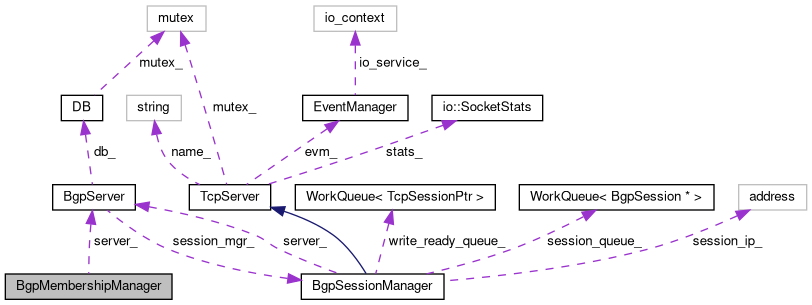 mutex
io_context
mutex_
io_service_
DB
string
EventManager
io::SocketStats
mutex_
db_
name_
evm_
stats_
BgpServer
TcpServer
WorkQueue< TcpSessionPtr >
WorkQueue< BgpSession * >
address
server_
session_mgr_
server_
write_ready_queue_
session_queue_
session_ip_
BgpMembershipManager
BgpSessionManager